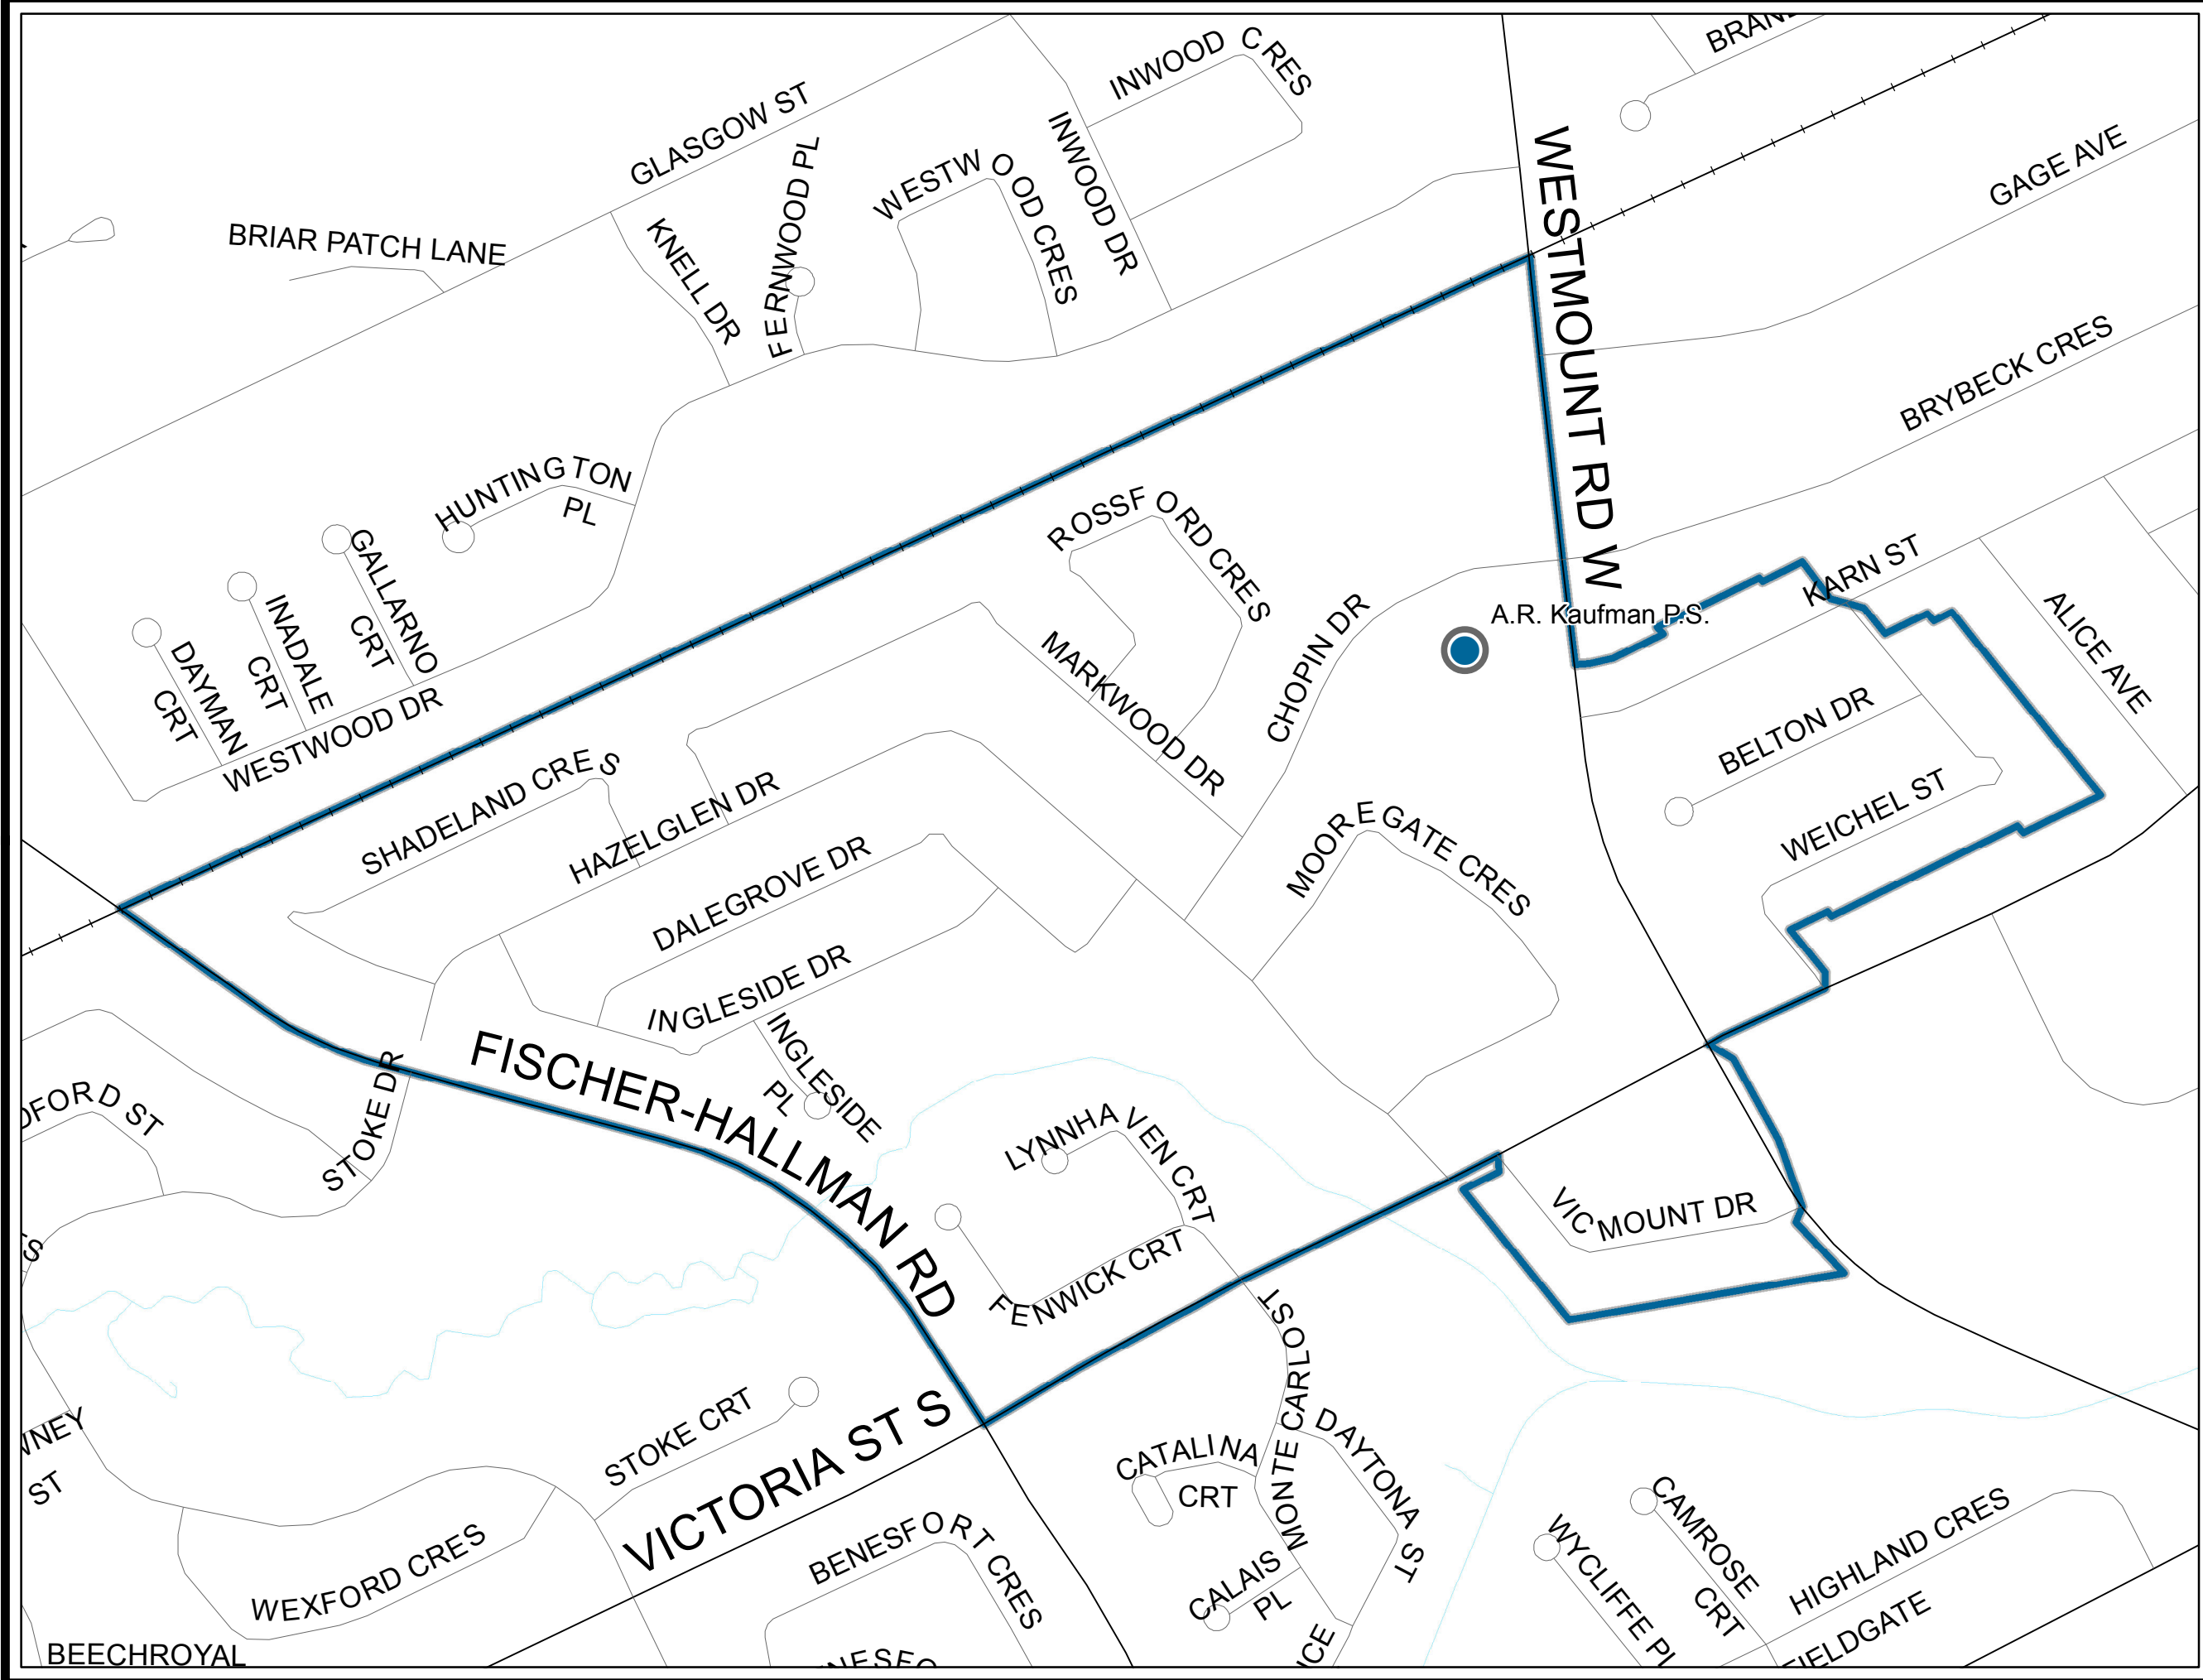 INWOOD CRES
GLASGOW ST
INWOOD DR
FERNWOOD PL
WESTWOOD CRES
WESTMOUNT RD W
GAGE AVE
BRIAR PATCH LANE
KNELL DR
BRYBECK CRES
HUNTINGTON
PL
ROSSFORD CRES
GALLARNO
CRT
KARN ST
INADALE
CRT
A.R. Kaufman P.S.
CHOPIN DR
ALICE AVE
DAYMAN
CRT
MARKWOOD DR
WESTWOOD DR
BELTON DR
SHADELAND CRES
HAZELGLEN DR
WEICHEL ST
MOOREGATE CRES
DALEGROVE DR
INGLESIDE DR
INGLESIDE
PL
FISCHER-HALLMAN RD
STOKE DR
DFORD ST
LYNNHAVEN CRT
VICMOUNT DR
FENWICK CRT
MONTE CARLO ST
STOKE CRT
VICTORIA ST S
DAYTONA
ST
CATALINA
CRT
WNEY
ST
CAMROSE
CRT
HIGHLAND CRES
WYCLIFFE PL
BENESFORT CRES
CALAIS
PL
WEXFORD CRES
FIELDGATE
BEECHROYAL